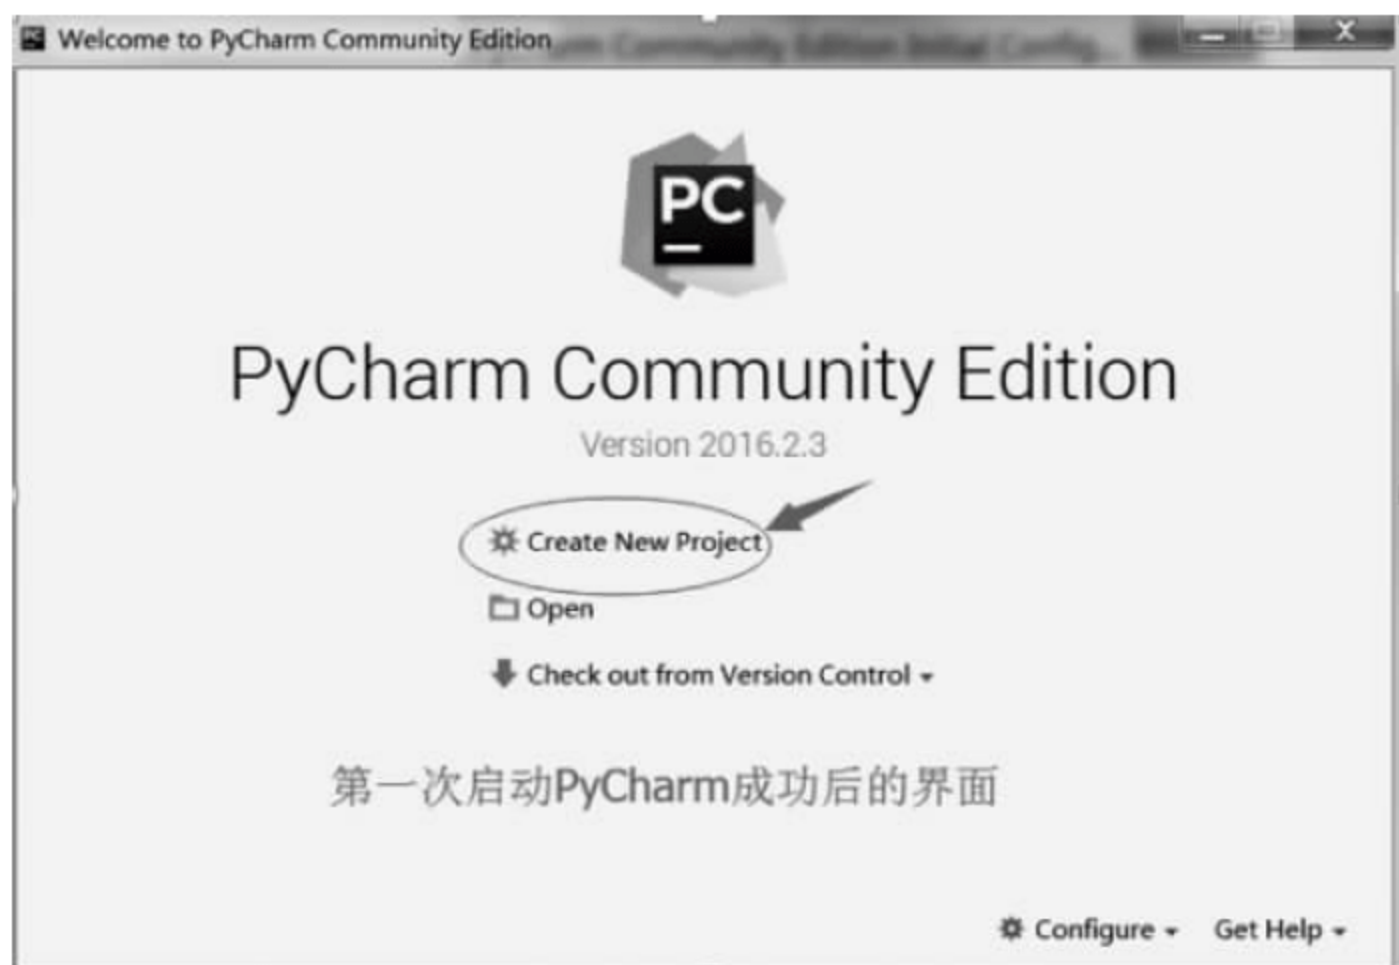 Welcome to PyCharm Community Edition
PC
PyCharm Community Edition
Version 2016.2.3
Create New Project
Open
Check out from Version Control
第一次启动PyCharm成功后的界面
Configure
Get Help